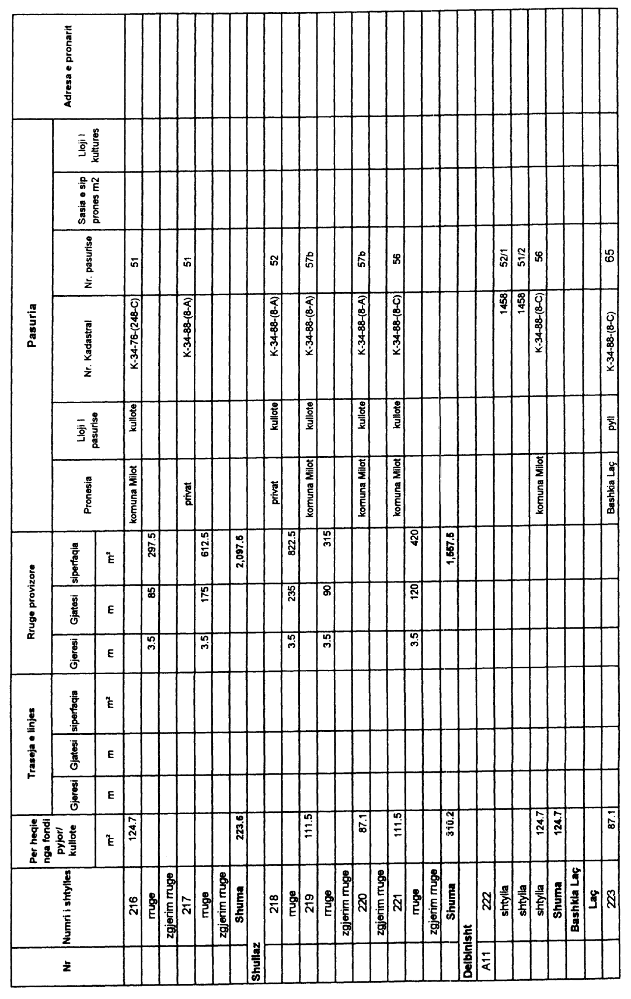 Nr Numri i shtylles Per heqje nga fondi pyjor/ kullote Traseja e linjes Rruge provizore Pasuria Adresa e pronarit
Gjeresi Gjatesi siperfaqia Gjeresi Gjatesi siperfaqia Pronesia Lloji I pasurise Nr. Kadastral Nr. pasurise Sasia e sip prones m2 Lloji I kultures
m² m m m² m m m²
216 124.7 komuna Milot kullote K-34-76-(248-C) 51
rruge 3.5 85 297.5
zgjerim rruge
217 privat K-34-88-(8-A) 51
rruge 3.5 175 612.5
zgjerim rruge
Shuma 223.6 2,097.5
Shullaz
218 privat kullote K-34-88-(8-A) 52
rruge 3.5 235 822.5
219 111.5 komuna Milot kullote K-34-88-(8-A) 57b
rruge 3.5 90 315
zgjerim rruge
220 87.1 komuna Milot kullote K-34-88-(8-A) 57b
zgjerim rruge
221 111.5 komuna Milot kullote K-34-88-(8-C) 56
rruge 3.5 120 420
zgjerim rruge
Shuma 310.2 1,557.5
Delbinisht
A11 222
shtylla 1458 52/1
shtylla 1458 51/2
shtylla 124.7 komuna Milot K-34-88-(8-C) 56
Shuma 124.7
Bashkia Laç
Laç
223 87.1 Bashkia Laç pyll K-34-88-(8-C) 65